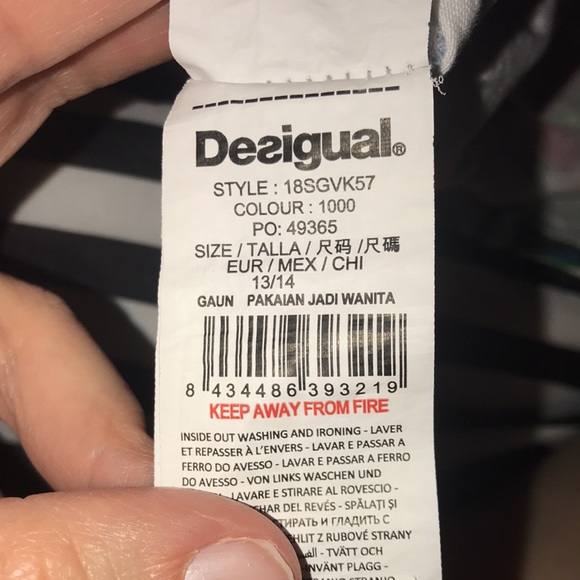 Desigual®
STYLE : 18SGVK57
COLOUR : 1000
PO: 49365
SIZE / TALLA / 尺码 / 尺碼
EUR / MEX / CHI
13/14
GAUN PAKAIAN JADI WANITA
8 434486 393219
KEEP AWAY FROM FIRE
INSIDE OUT WASHING AND IRONING - LAVER
ET REPASSER À L'ENVERS - LAVAR E PASSAR A
FERRO DO AVESSO - LAVAR E PASSAR A FERRO
DO AVESSO - VON LINKS WASCHEN UND
LAVARE E STIRARE AL ROVESCIO -
DEL REVÉS - SPĂLAȚI ȘI
И ГЛАДИТЬ С
Z RUBOVÉ STRANY
- TVÄTT OCH
PLAGG -